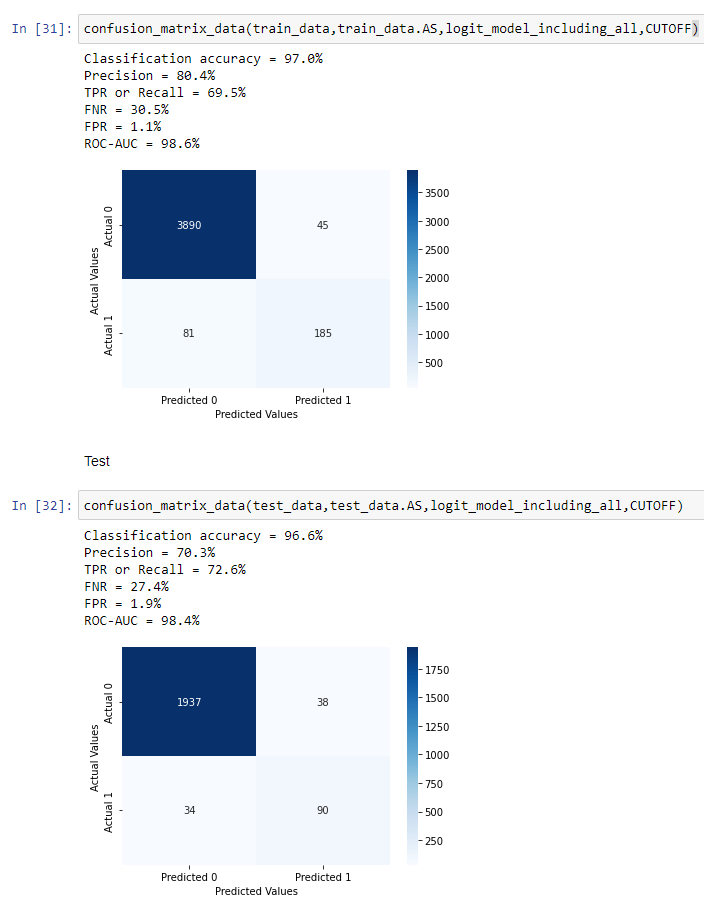 In [31]: confusion_matrix_data(train_data,train_data.AS,logit_model_including_all,CUTOFF)
Classification accuracy = 97.0%
Precision = 80.4%
TPR or Recall = 69.5%
FNR = 30.5%
FPR = 1.1%
ROC-AUC = 98.6%
Actual Values
Actual 0
3890 45
Actual 1
81 185
Predicted 0 Predicted 1
Predicted Values
3500
3000
2500
2000
1500
1000
500
Test
In [32]: confusion_matrix_data(test_data,test_data.AS,logit_model_including_all,CUTOFF)
Classification accuracy = 96.6%
Precision = 70.3%
TPR or Recall = 72.6%
FNR = 27.4%
FPR = 1.9%
ROC-AUC = 98.4%
Actual Values
Actual 0
1937 38
Actual 1
34 90
Predicted 0 Predicted 1
Predicted Values
1750
1500
1250
1000
750
500
250